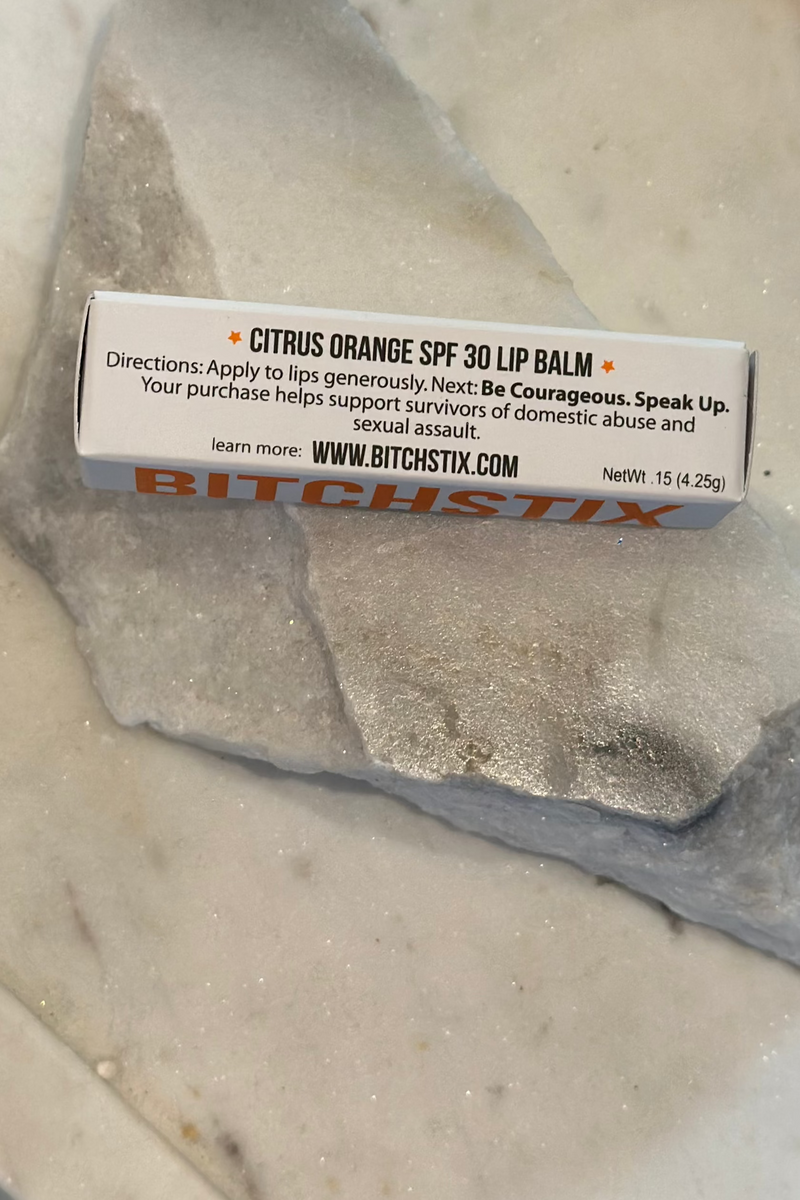 CITRUS ORANGE SPF 30 LIP BALM
Directions: Apply to lips generously. Next: Be Courageous. Speak Up.
Your purchase helps support survivors of domestic abuse and
sexual assault.
learn more: WWW.BITCHSTIX.COM
NetWt .15 (4.25g)
BITCHSTIX